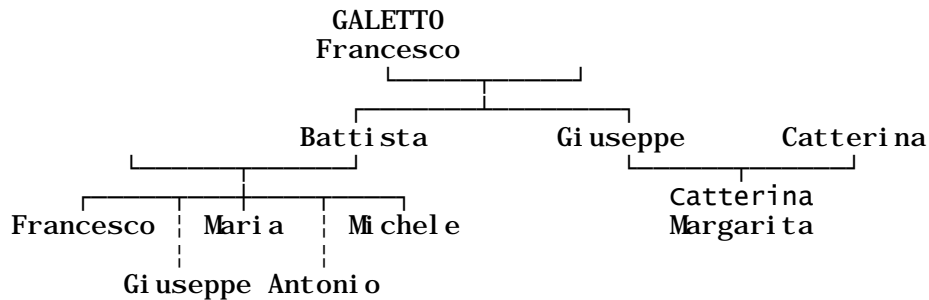 GALETTO
Francesco
Battista Giuseppe Catterina
Catterina
Francesco Maria Michele Margarita
Giuseppe Antonio